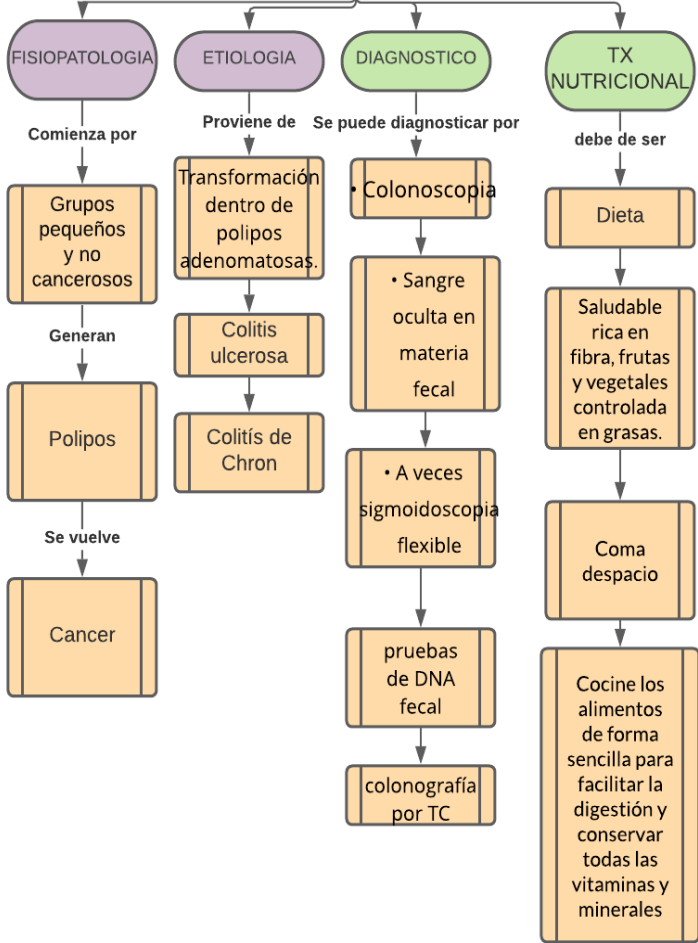 FISIOPATOLOGIA
Comienza por
Grupos
pequeños
y no
cancerosos
Generan
Polipos
Se vuelve
Cancer
ETIOLOGIA
Proviene de
Transformación
dentro de
polipos
adenomatosas.
Colitis
ulcerosa
Colitís de
Chron
DIAGNOSTICO
Se puede diagnosticar por
• Colonoscopia
• Sangre
oculta en
materia
fecal
• A veces
sigmoidoscopia
flexible
pruebas
de DNA
fecal
colonografía
por TC
TX
NUTRICIONAL
debe de ser
Dieta
Saludable
rica en
fibra, frutas
y vegetales
controlada
en grasas.
Coma
despacio
Cocine los
alimentos
de forma
sencilla para
facilitar la
digestión y
conservar
todas las
vitaminas y
minerales